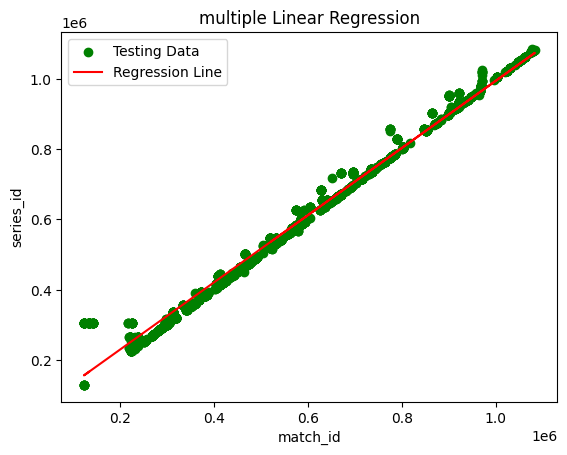 multiple Linear Regression
1e6
Testing Data
Regression Line
1.0
0.8
0.6
0.4
0.2
series_id
0.2 0.4 0.6 0.8 1.0
match_id
1e6